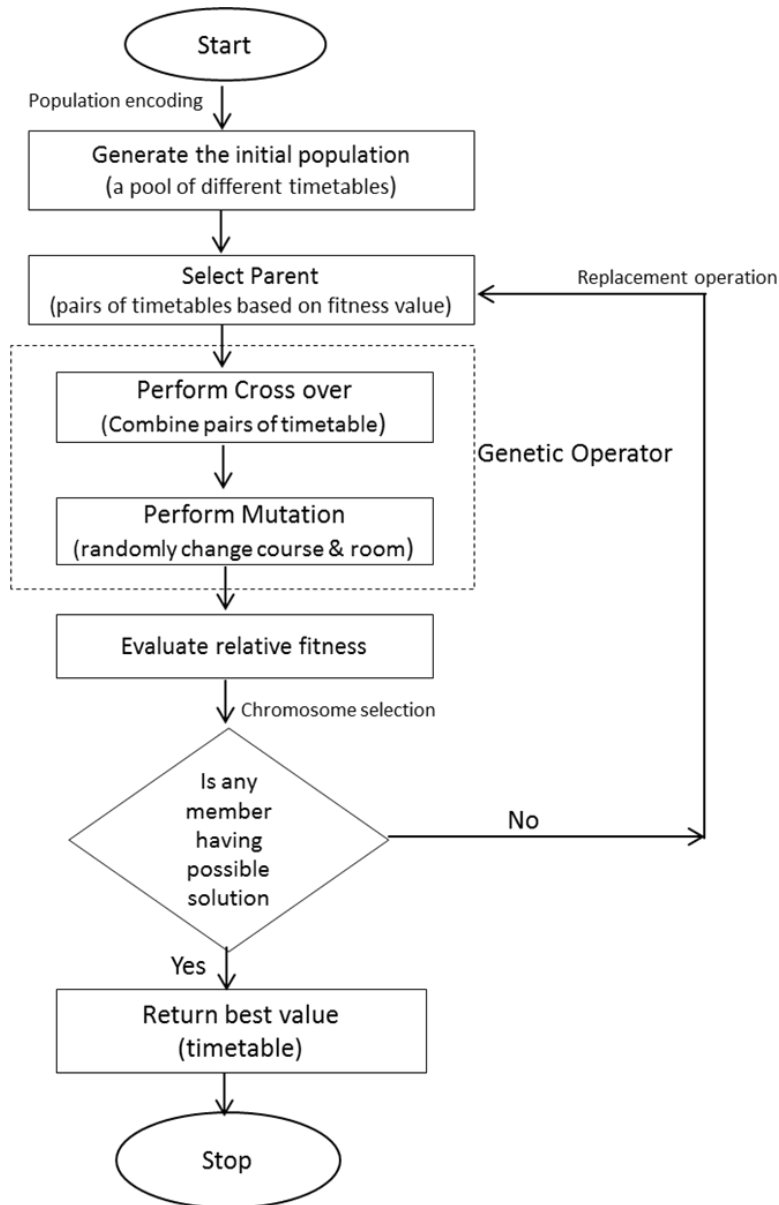 Start
Population encoding
Generate the initial population
(a pool of different timetables)
Select Parent
(pairs of timetables based on fitness value)
Replacement operation
Perform Cross over
(Combine pairs of timetable)
Genetic Operator
Perform Mutation
(randomly change course & room)
Evaluate relative fitness
Chromosome selection
Is any
member
having
possible
solution
No
Yes
Return best value
(timetable)
Stop